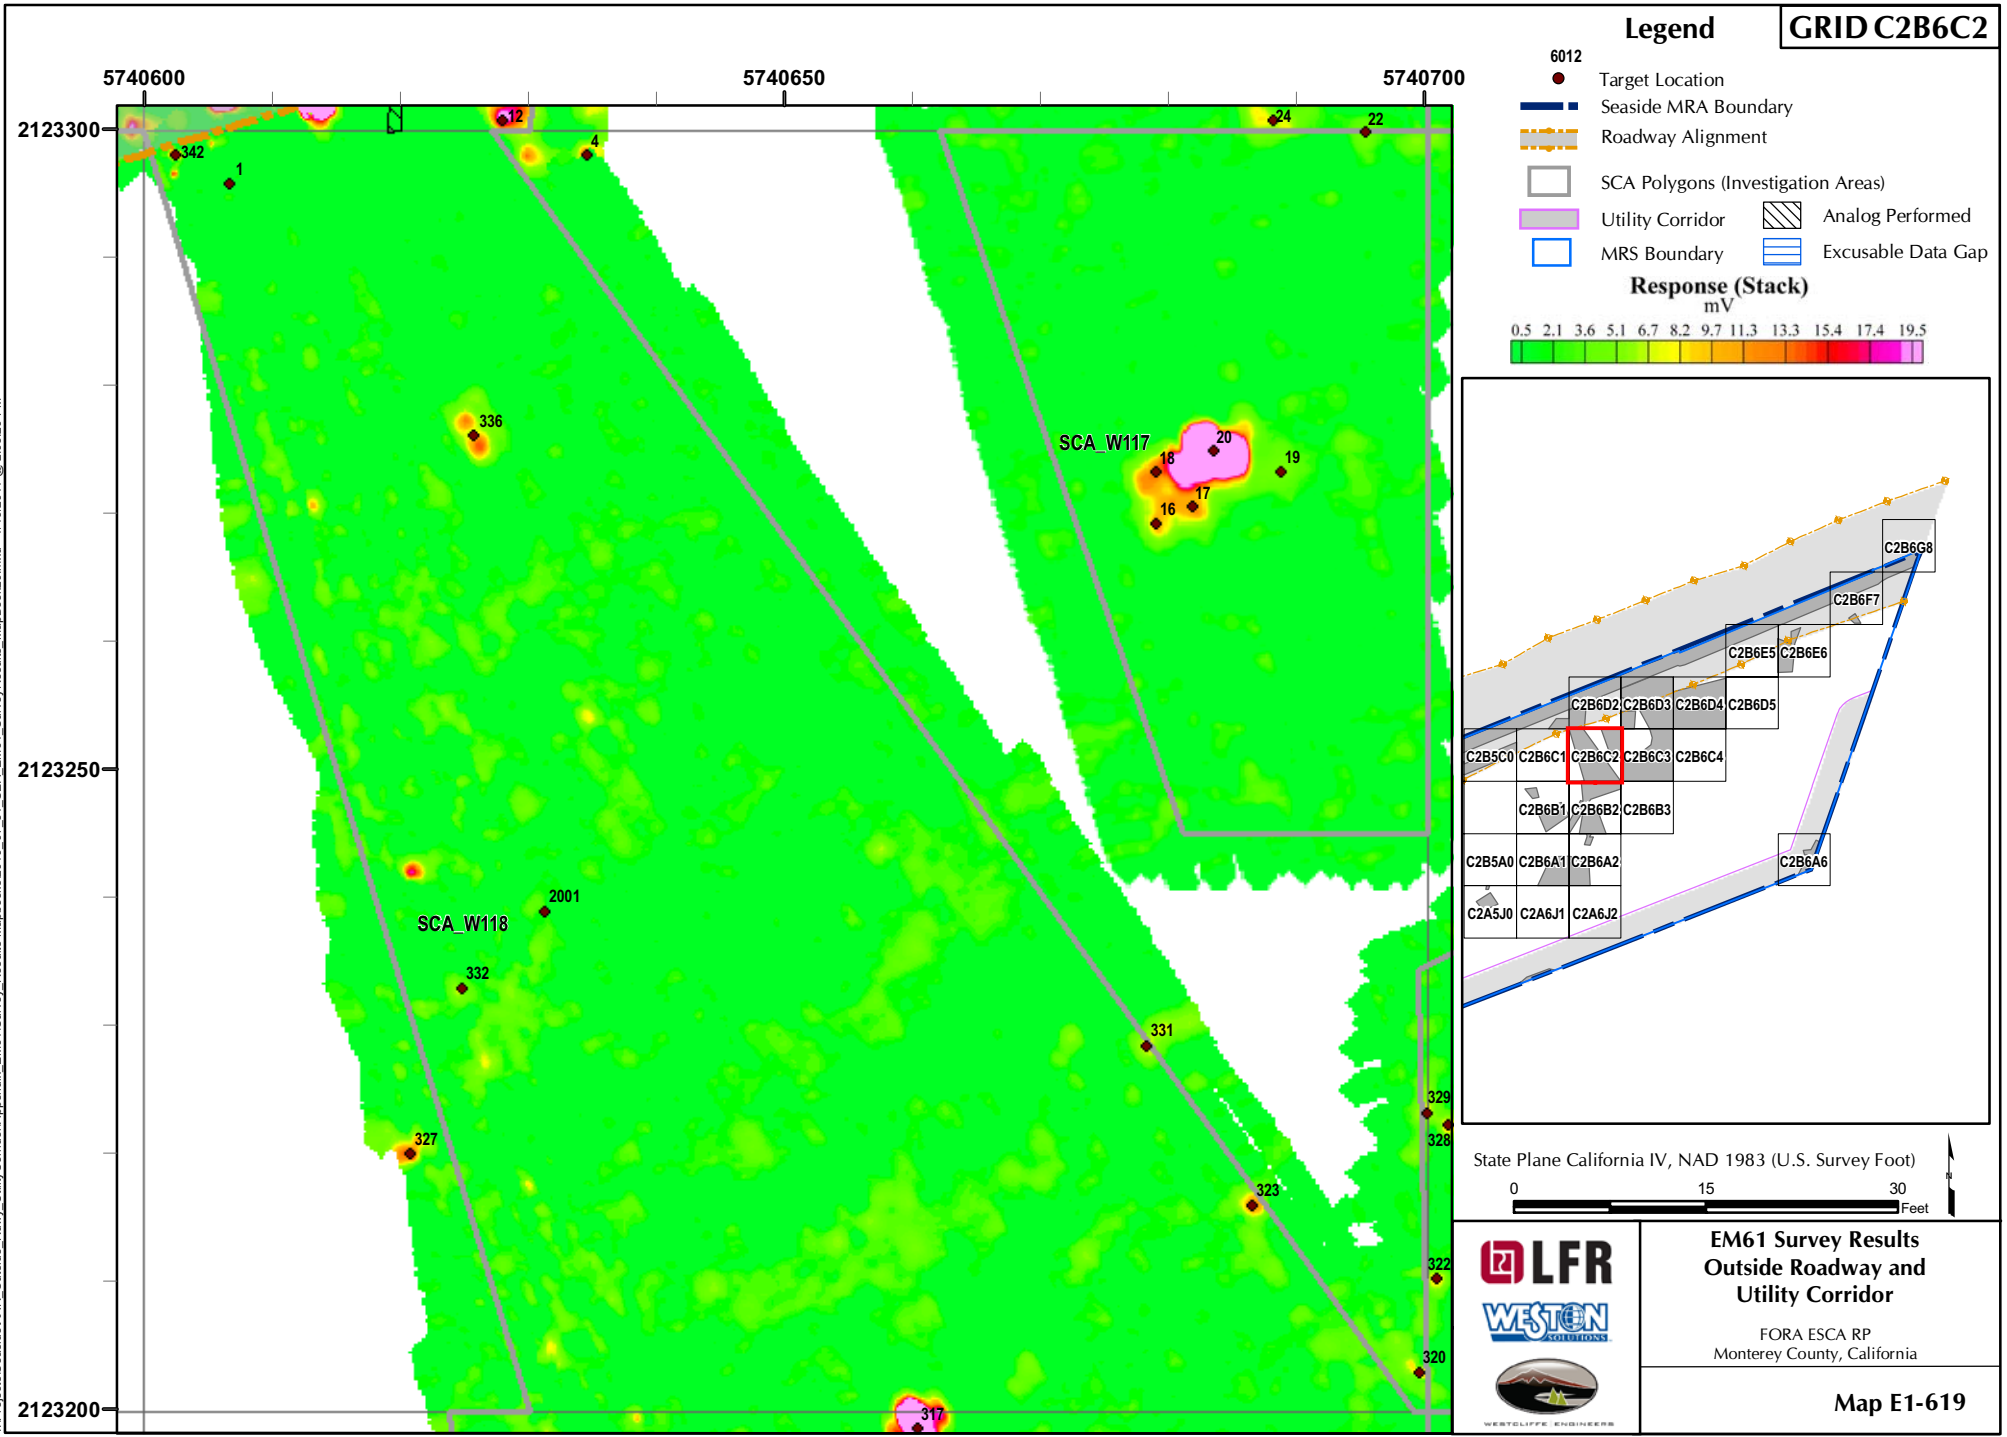 GRID C2B6C2
Legend
6012
Target Location
Seaside MRA Boundary
Roadway Alignment
SCA Polygons (Investigation Areas)
Utility Corridor
Analog Performed
MRS Boundary
Excusable Data Gap
Response (Stack)
mV
0.5 2.1 3.6 5.1 6.7 8.2 9.7 11.3 13.3 15.4 17.4 19.5
5740600
5740650
5740700
2123300
2123250
2123200
342
1
12
4
24
22
336
SCA_W117
20
18
19
17
16
2001
SCA_W118
332
331
329
328
327
323
322
320
317
C2B6G8
C2B6F7
C2B6E5
C2B6E6
C2B6D2
C2B6D3
C2B6D4
C2B6D5
C2B5C0
C2B6C1
C2B6C2
C2B6C3
C2B6C4
C2B6B1
C2B6B2
C2B6B3
C2B5A0
C2B6A1
C2B6A2
C2B6A6
C2A5J0
C2A6J1
C2A6J2
State Plane California IV, NAD 1983 (U.S. Survey Foot)
N
0 15 30
Feet
LFR
WESTON
SOLUTIONS
WESTCLIFFE ENGINEERS
EM61 Survey Results
Outside Roadway and
Utility Corridor
FORA ESCA RP
Monterey County, California
Map E1-619